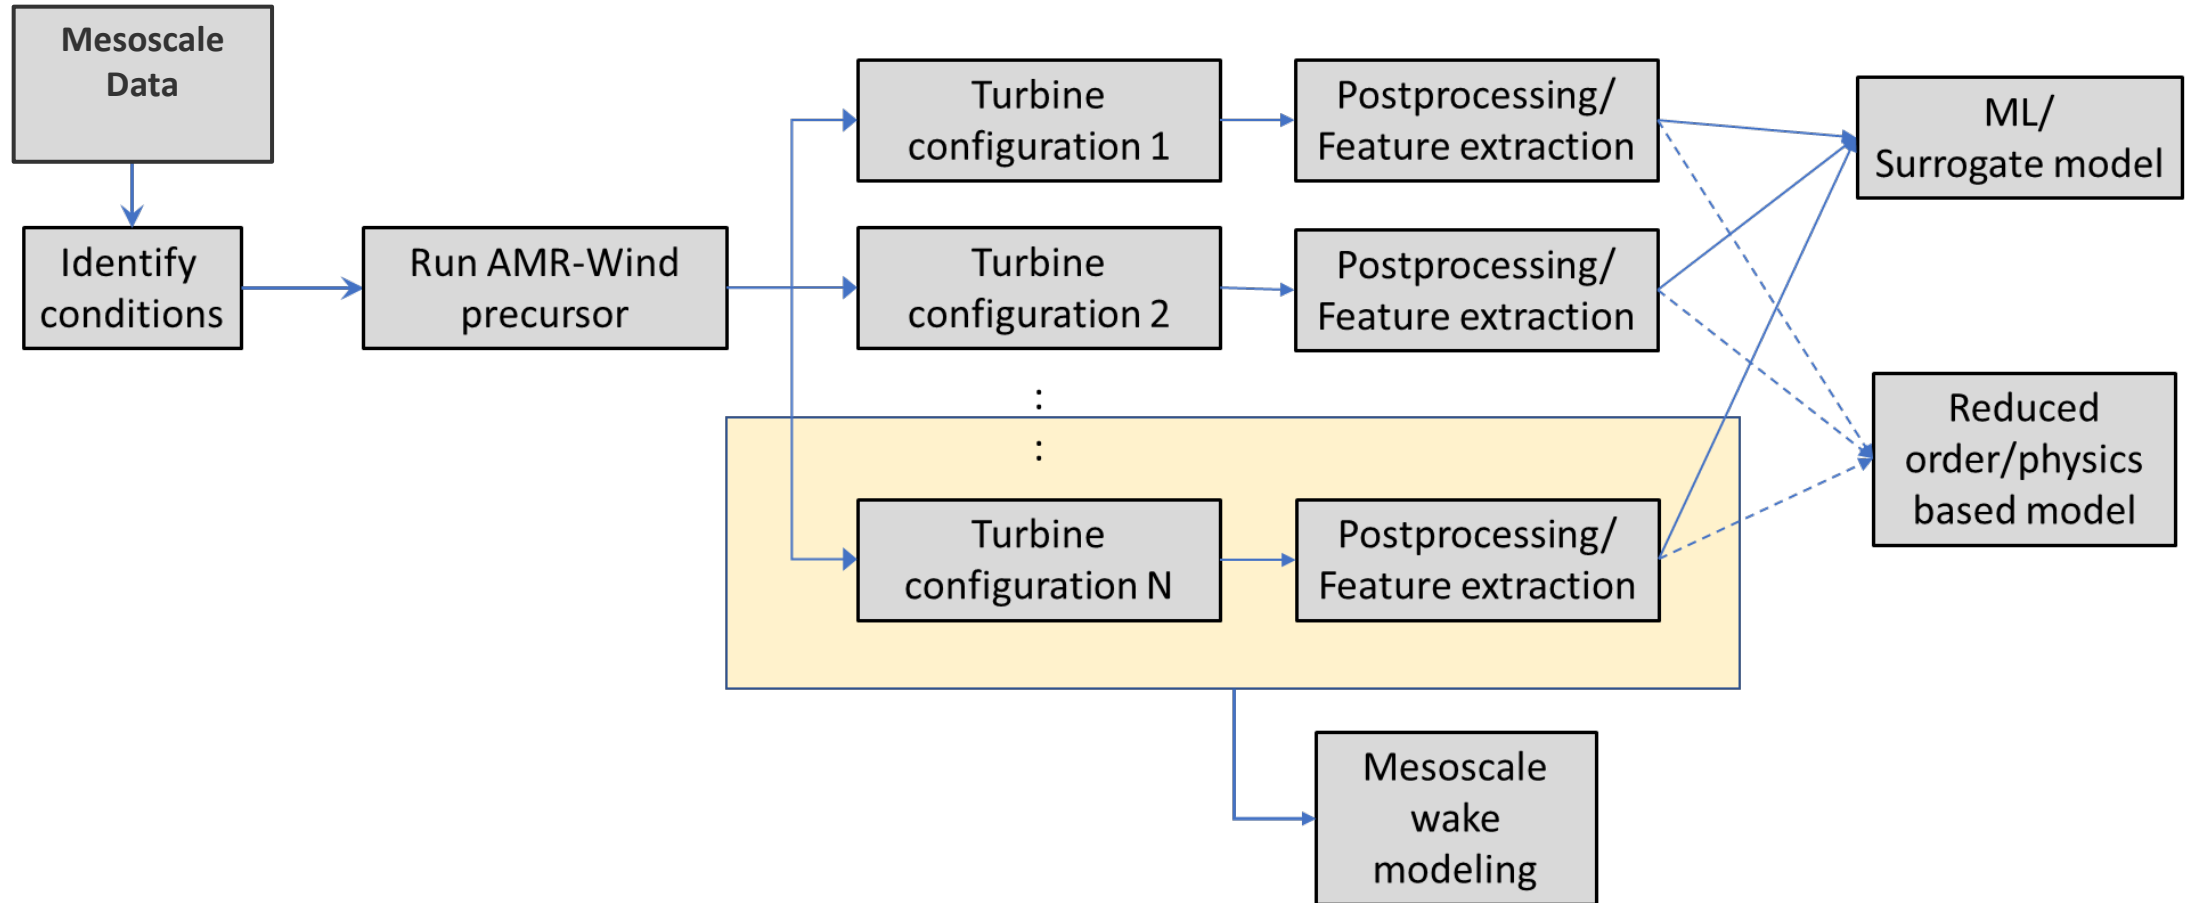 Mesoscale
Data
Identify
conditions
Run AMR-Wind
precursor
Turbine
configuration 1
Postprocessing/
Feature extraction
Turbine
configuration 2
Postprocessing/
Feature extraction
:
:
Turbine
configuration N
Postprocessing/
Feature extraction
ML/
Surrogate model
Reduced
order/physics
based model
Mesoscale
wake
modeling